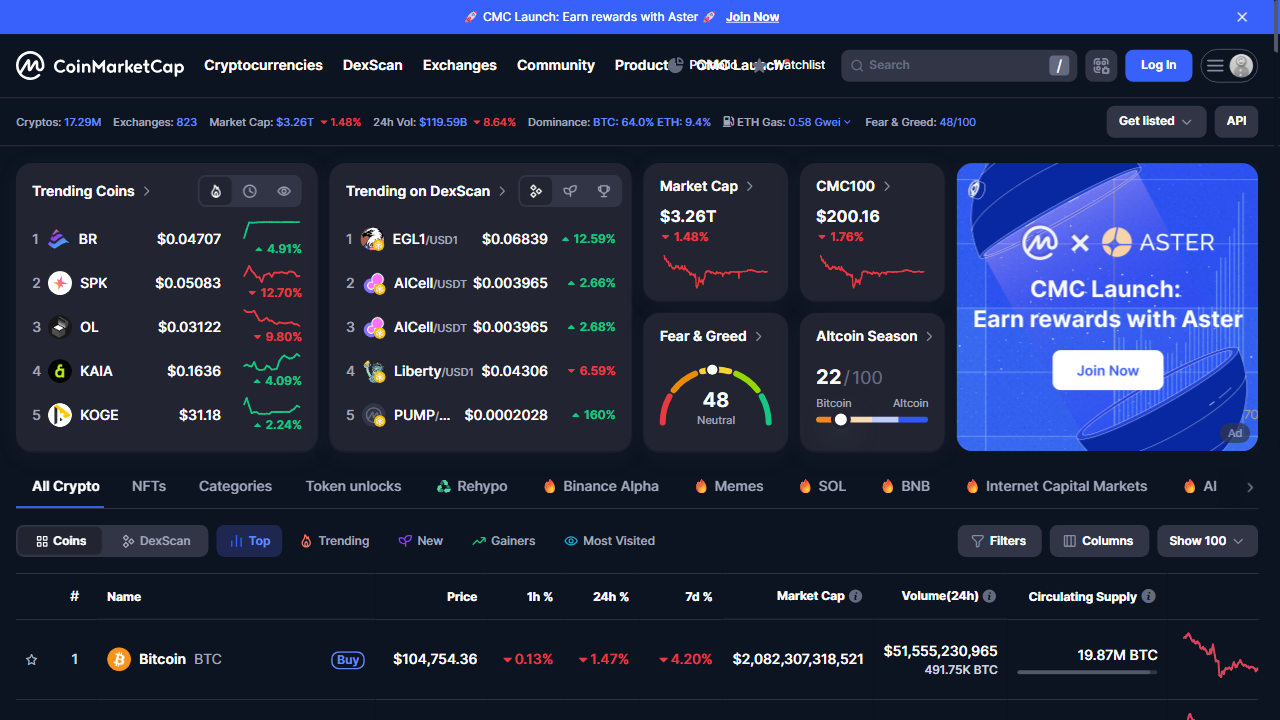 CMC Launch: Earn rewards with Aster Join Now
CoinMarketCap Cryptocurrencies DexScan Exchanges Community Product Portfolio CMC Launch Watchlist Search / Log In
Cryptos: 17.29M Exchanges: 823 Market Cap: $3.26T 1.48% 24h Vol: $119.59B 8.64% Dominance: BTC: 64.0% ETH: 9.4% ETH Gas: 0.58 Gwei Fear & Greed: 48/100 Get listed API
Trending Coins
1 BR $0.04707 4.91%
2 SPK $0.05083 12.70%
3 OL $0.03122 9.80%
4 KAIA $0.1636 4.09%
5 KOGE $31.18 2.24%
Trending on DexScan
1 EGL1/USD1 $0.06839 12.59%
2 AICell/USDT $0.003965 2.66%
3 AICell/USDT $0.003965 2.68%
4 Liberty/USD1 $0.04306 6.59%
5 PUMP/... $0.0002028 160%
Market Cap
$3.26T
1.48%
CMC100
$200.16
1.76%
Fear & Greed
48
Neutral
Altcoin Season
22/100
Bitcoin Altcoin
ASTER
CMC Launch:
Earn rewards with Aster
Join Now
70
Ad
All Crypto NFTs Categories Token unlocks Rehypo Binance Alpha Memes SOL BNB Internet Capital Markets AI
Coins DexScan Top Trending New Gainers Most Visited Filters Columns Show 100
# Name Price 1h % 24h % 7d % Market Cap Volume(24h) Circulating Supply
1 Bitcoin BTC Buy $104,754.36 0.13% 1.47% 4.20% $2,082,307,318,521 $51,555,230,965 19.87M BTC
491.75K BTC